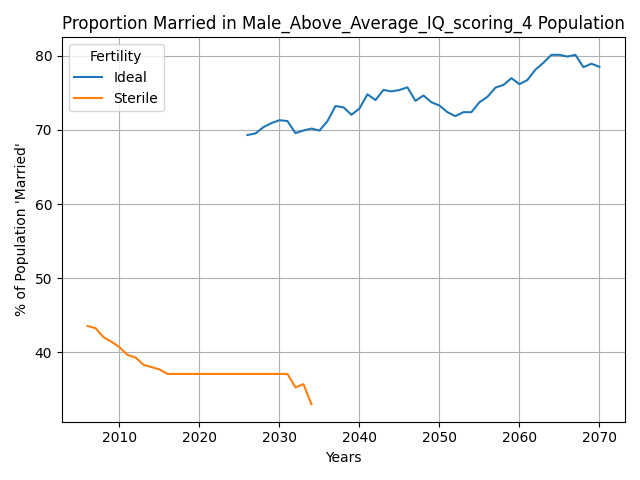 Proportion Married in Male_Above_Average_IQ_scoring_4 Population
Fertility
Ideal
Sterile
% of Population 'Married'
80
70
60
50
40
2010 2020 2030 2040 2050 2060 2070
Years